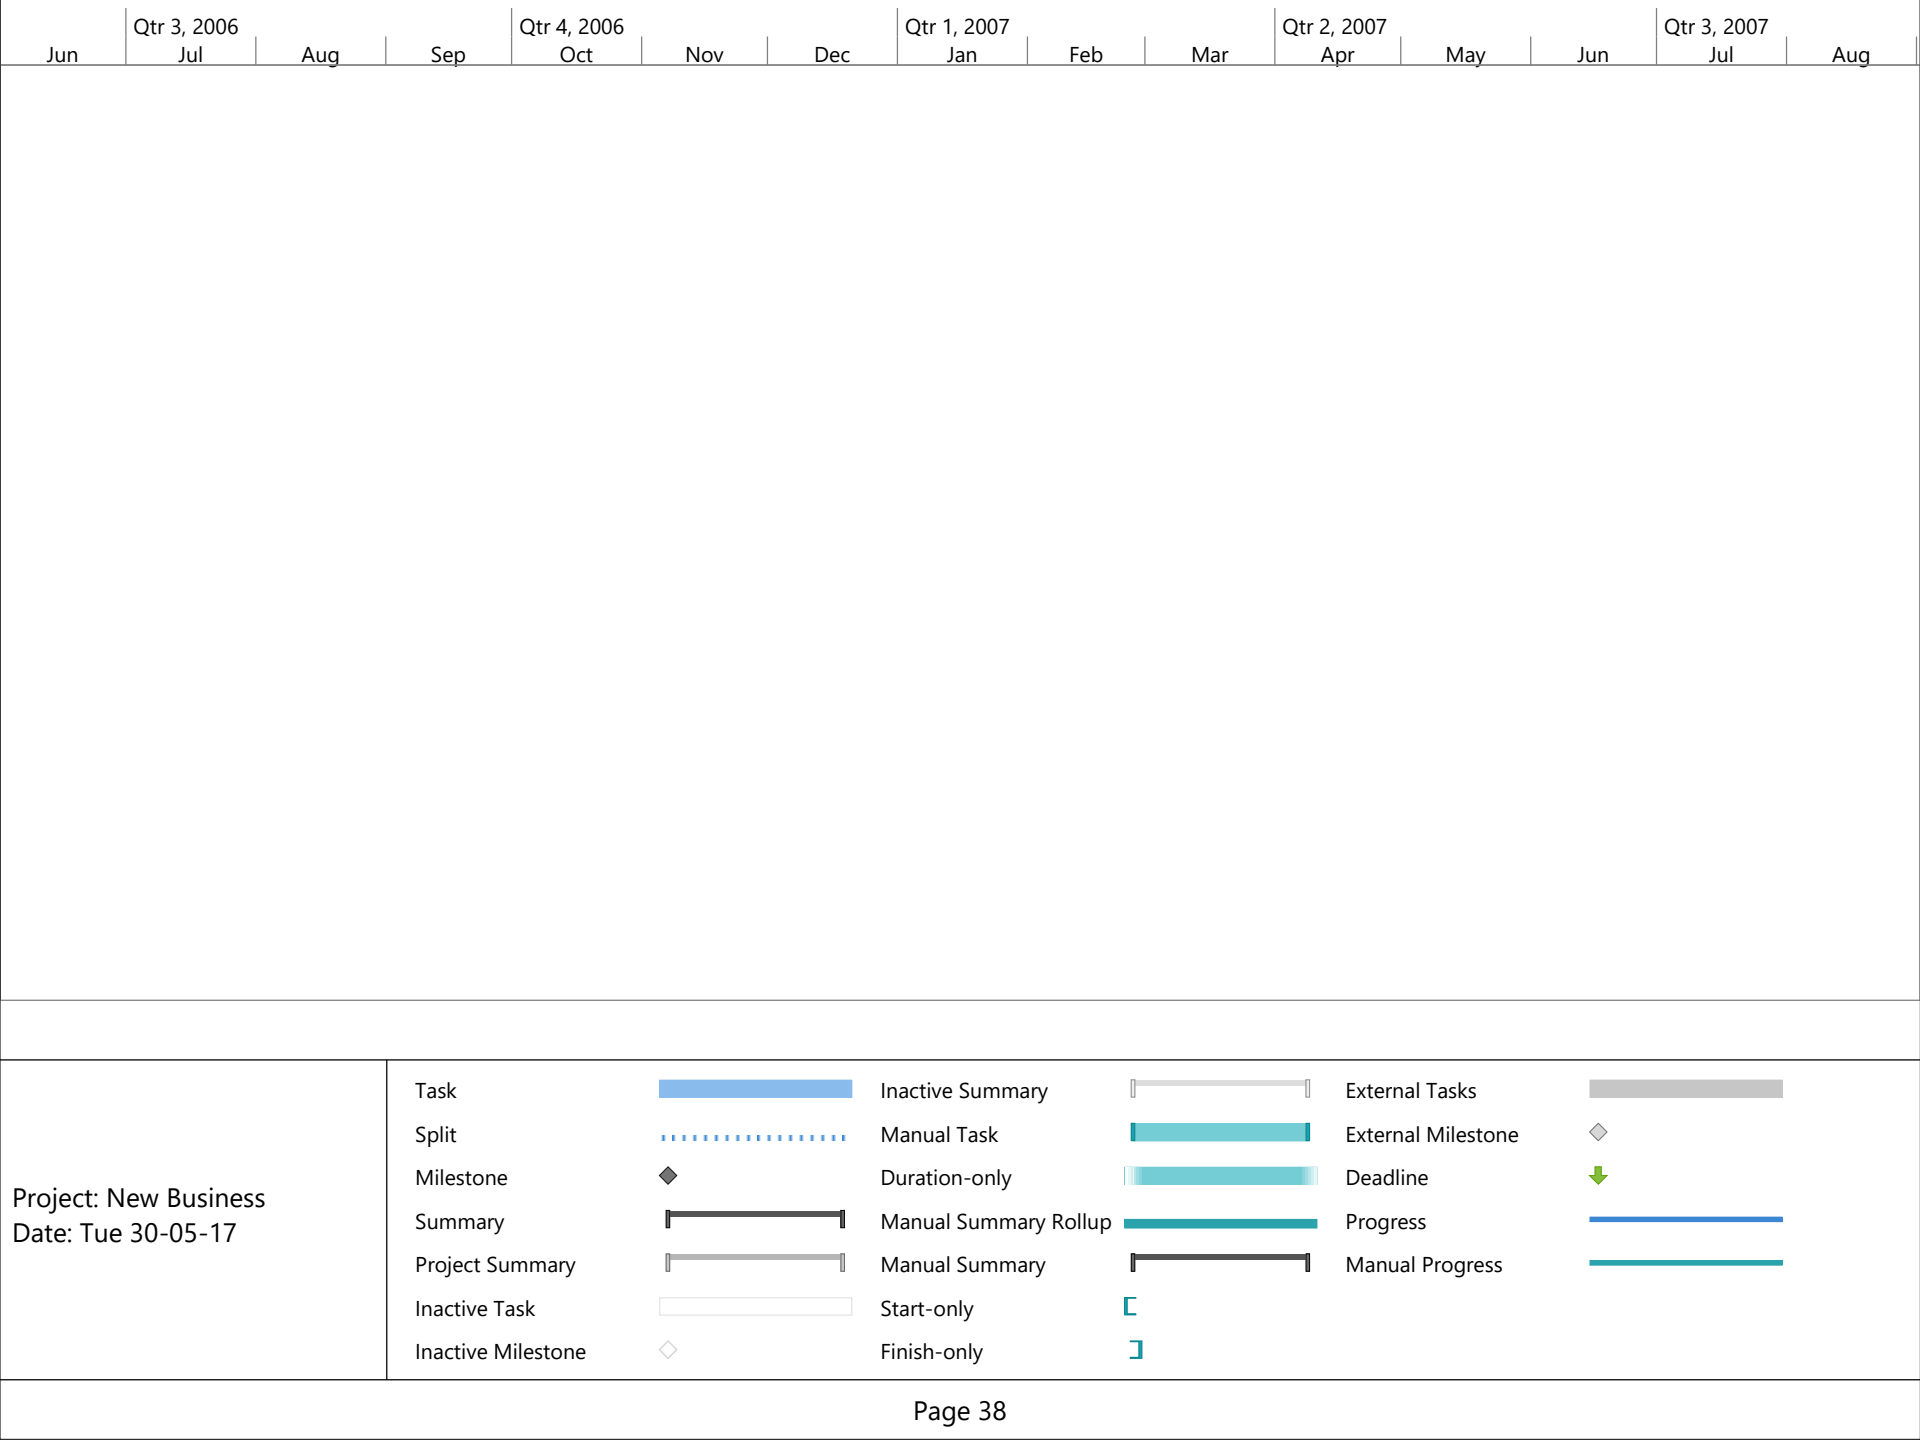 Qtr 3, 2006 Qtr 4, 2006 Qtr 1, 2007 Qtr 2, 2007 Qtr 3, 2007
Jun Jul Aug Sep Oct Nov Dec Jan Feb Mar Apr May Jun Jul Aug
Project: New Business
Date: Tue 30-05-17
Task
Split
Milestone
Summary
Project Summary
Inactive Task
Inactive Milestone
Inactive Summary
Manual Task
Duration-only
Manual Summary Rollup
Manual Summary
Start-only
Finish-only
External Tasks
External Milestone
Deadline
Progress
Manual Progress
Page 38